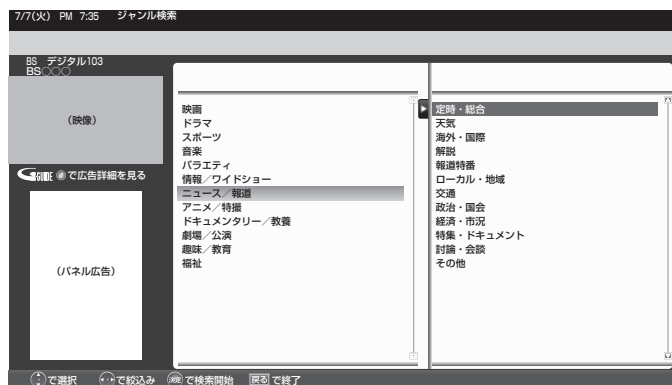 7/7(火) PM 7:35 ジャンル検索
BS デジタル103
BS○○○
(映像)
G GUIDE ⓓで広告詳細を見る
(パネル広告)
映画
ドラマ
スポーツ
音楽
バラエティ
情報／ワイドショー
ニュース／報道
アニメ／特撮
ドキュメンタリー／教養
劇場／公演
趣味／教育
福祉
定時・総合
天気
海外・国際
解説
報道特番
ローカル・地域
交通
政治・国会
経済・市況
特集・ドキュメント
討論・会談
その他
で選択 で絞込み 決定で検索開始 戻るで終了